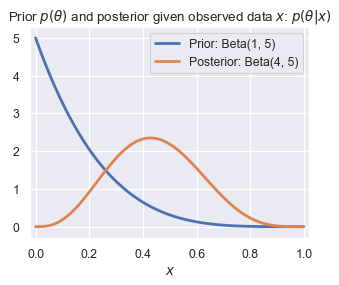 Prior p(θ) and posterior given observed data x: p(θ|x)
Prior: Beta(1, 5)
Posterior: Beta(4, 5)
5
4
3
2
1
0
0.0 0.2 0.4 0.6 0.8 1.0
x